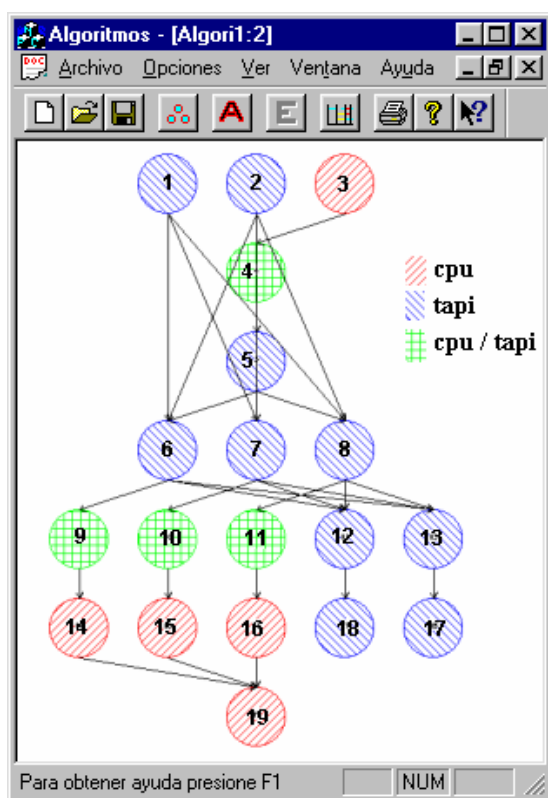 Algoritmos - [Algori1:2]
DOC Archivo Opciones Ver Ventana Ayuda
A E ? ?
1 2 3
4
cpu
tapi
cpu / tapi
5
6 7 8
9 10 11 12 13
14 15 16 18 17
19
Para obtener ayuda presione F1 NUM